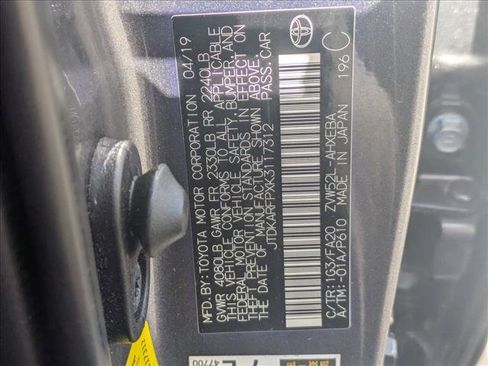 MFD. BY: TOYOTA MOTOR CORPORATION 04/19
GVWR 4080LB GAWR FR 2330LB RR 2240LB
THIS VEHICLE CONFORMS TO ALL APPLICABLE
FEDERAL MOTOR VEHICLE SAFETY, BUMPER, AND
THEFT PREVENTION STANDARDS IN EFFECT ON
THE DATE OF MANUFACTURE SHOWN ABOVE.
JTDKARFPXK3117312 PASS.CAR
C/TR:1G3/FA20 ZVW52L-AHXEBA
A/TM:-01A/P610 MADE IN JAPAN 196 C
47700